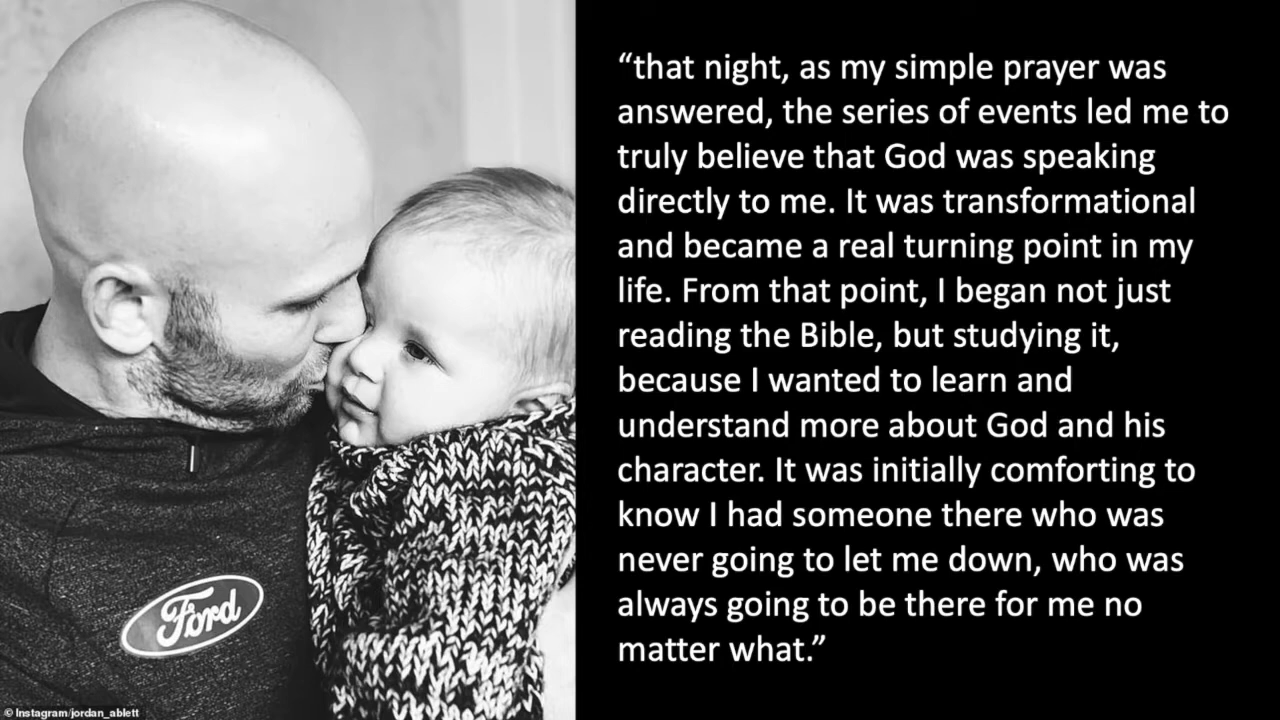 “that night, as my simple prayer was
answered, the series of events led me to
truly believe that God was speaking
directly to me. It was transformational
and became a real turning point in my
life. From that point, I began not just
reading the Bible, but studying it,
because I wanted to learn and
understand more about God and his
character. It was initially comforting to
know I had someone there who was
never going to let me down, who was
always going to be there for me no
matter what.”
Ford
© Instagram/jordan_ablett